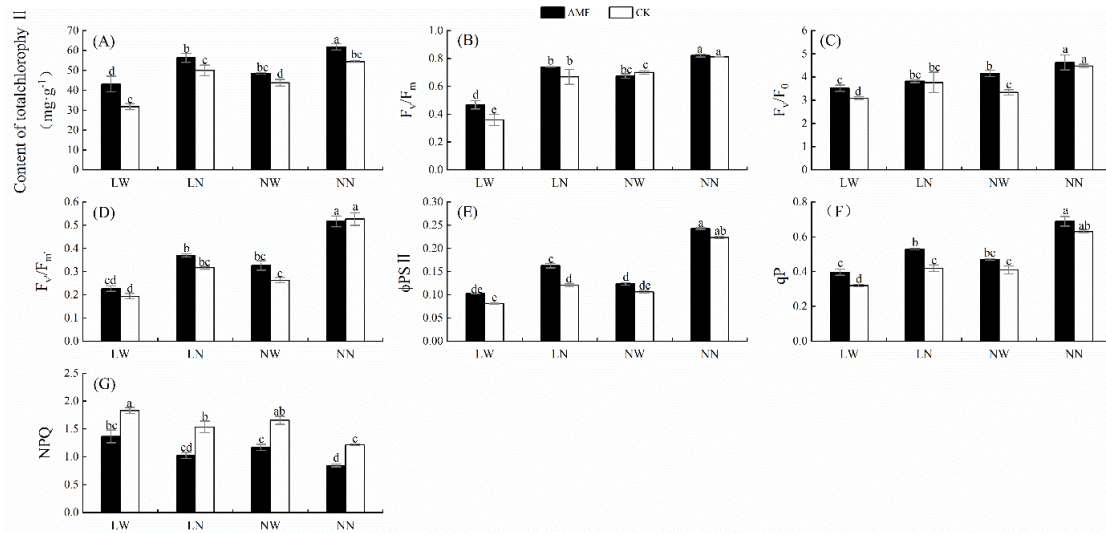 AMF CK
Content of totalchlorophy Ⅱ
(mg·g⁻¹)
(A)
70
60
50
40
30
20
10
0
d e b c bc d a bc
LW LN NW NN
(B)
Fv/Fm
1.0
0.8
0.6
0.4
0.2
0.0
d e b b bc c a a
LW LN NW NN
(C)
Fv/F0
6
5
4
3
2
1
0
c d bc bc b c a a
LW LN NW NN
(D)
Fv'/Fm'
0.6
0.5
0.4
0.3
0.2
0.1
0.0
cd d b bc b c a a
LW LN NW NN
(E)
ϕPSⅡ
0.30
0.25
0.20
0.15
0.10
0.05
0.00
de e c d d de a ab
LW LN NW NN
(F)
qP
0.8
0.6
0.4
0.2
0.0
c d b c bc c a ab
LW LN NW NN
(G)
NPQ
2.5
2.0
1.5
1.0
0.5
0.0
bc a cd b c ab d c
LW LN NW NN